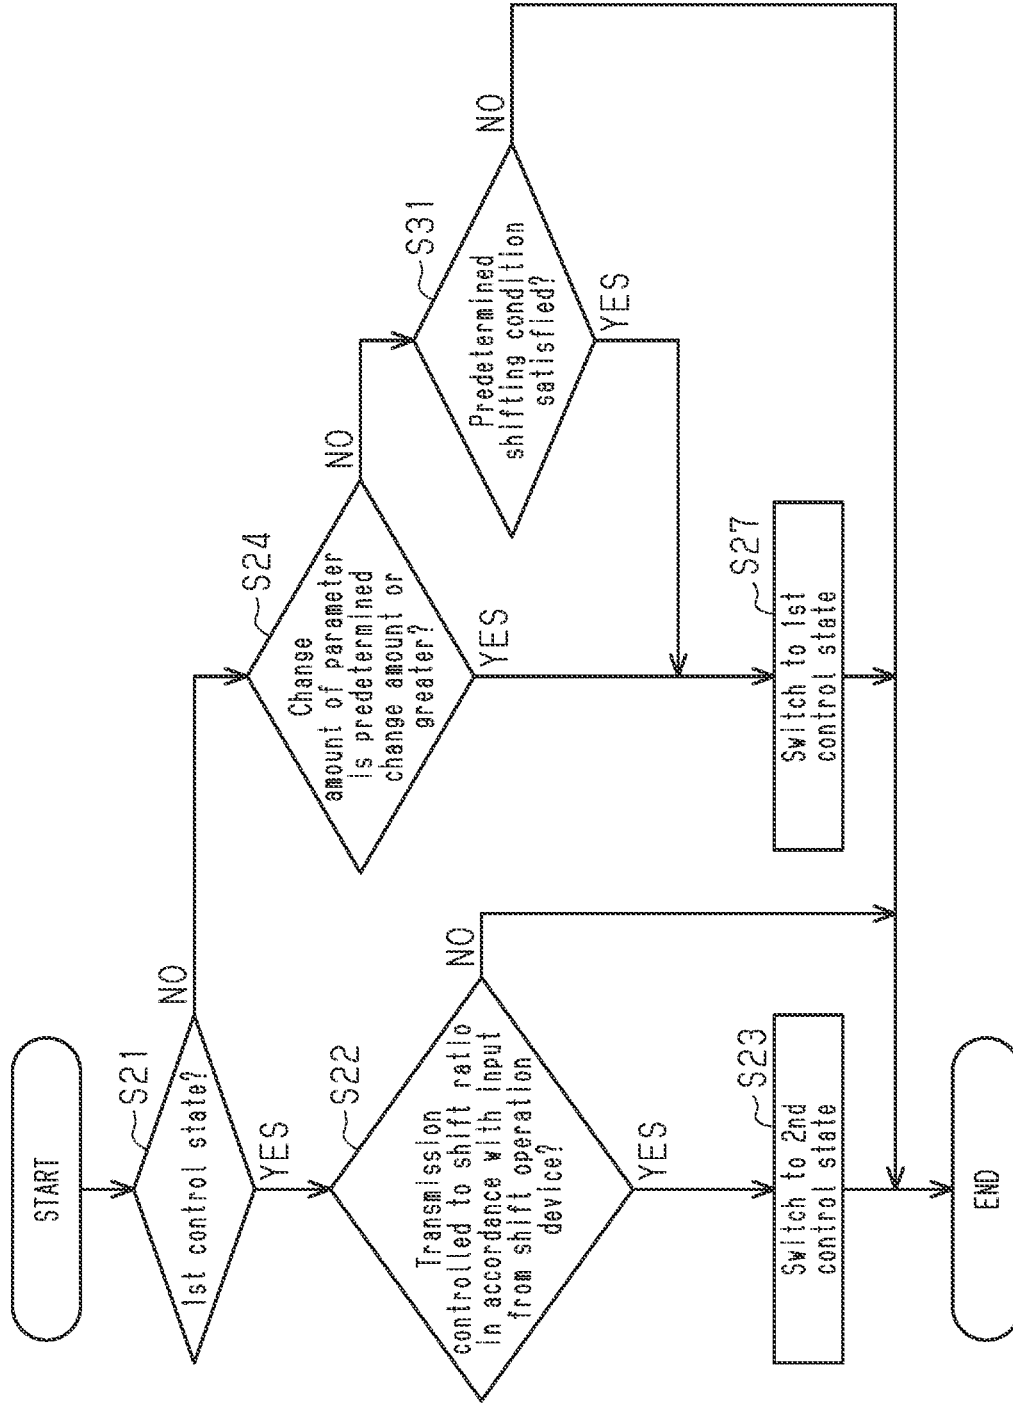 START
S21
1st control state?
NO
YES
S22
Transmission
controlled to shift ratio
in accordance with input
from shift operation
device?
NO
YES
S23
Switch to 2nd
control state
S24
Change
amount of parameter
is predetermined
change amount or
greater?
NO
YES
S31
Predetermined
shifting condition
satisfied?
NO
YES
S27
Switch to 1st
control state
END